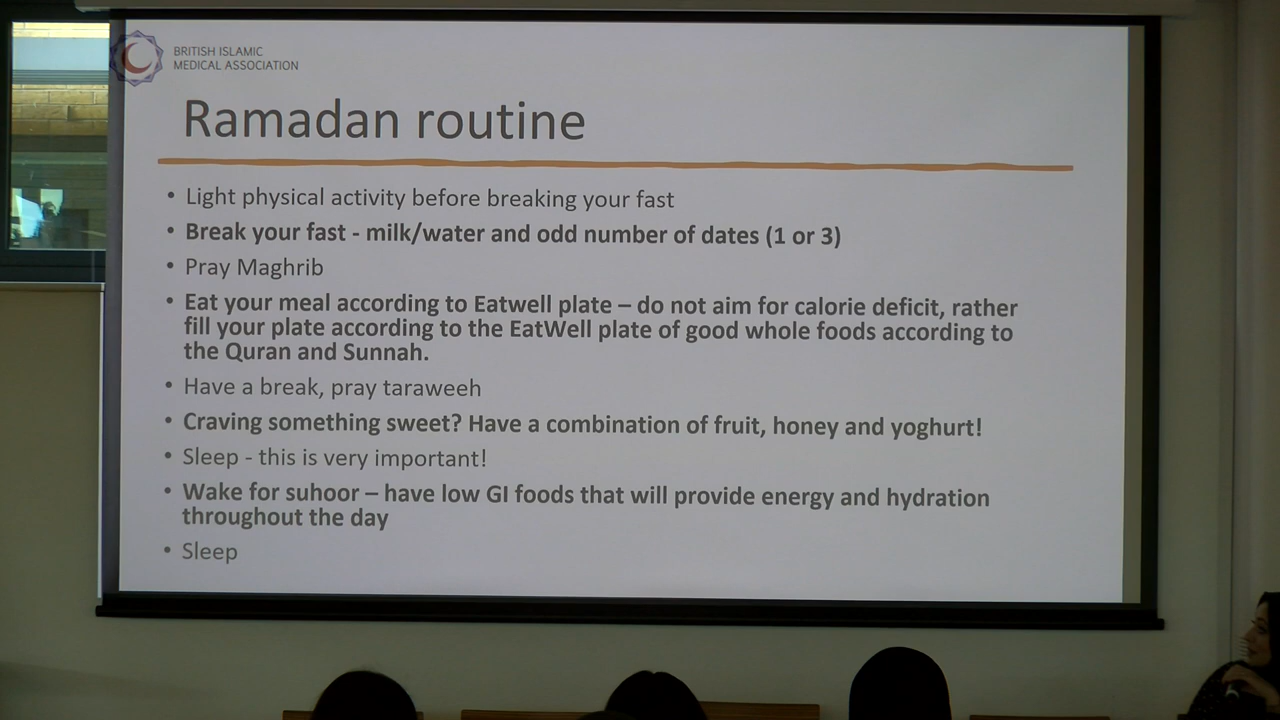 BRITISH ISLAMIC
MEDICAL ASSOCIATION
Ramadan routine
• Light physical activity before breaking your fast
• Break your fast - milk/water and odd number of dates (1 or 3)
• Pray Maghrib
• Eat your meal according to Eatwell plate – do not aim for calorie deficit, rather
fill your plate according to the EatWell plate of good whole foods according to
the Quran and Sunnah.
• Have a break, pray taraweeh
• Craving something sweet? Have a combination of fruit, honey and yoghurt!
• Sleep - this is very important!
• Wake for suhoor – have low GI foods that will provide energy and hydration
throughout the day
• Sleep